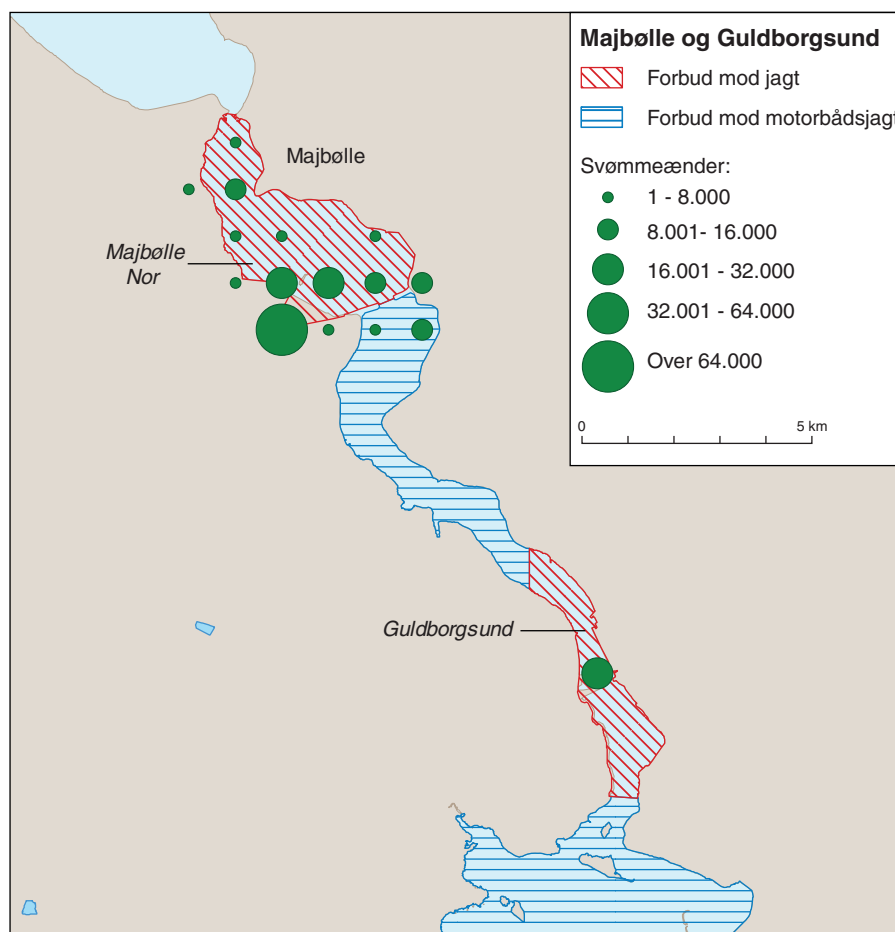 Majbølle og Guldborgsund
Forbud mod jagt
Forbud mod motorbådsjagt
Svømmeænder:
1 - 8.000
8.001- 16.000
16.001 - 32.000
32.001 - 64.000
Over 64.000
0 5 km
Majbølle
Majbølle
Nor
Guldborgsund